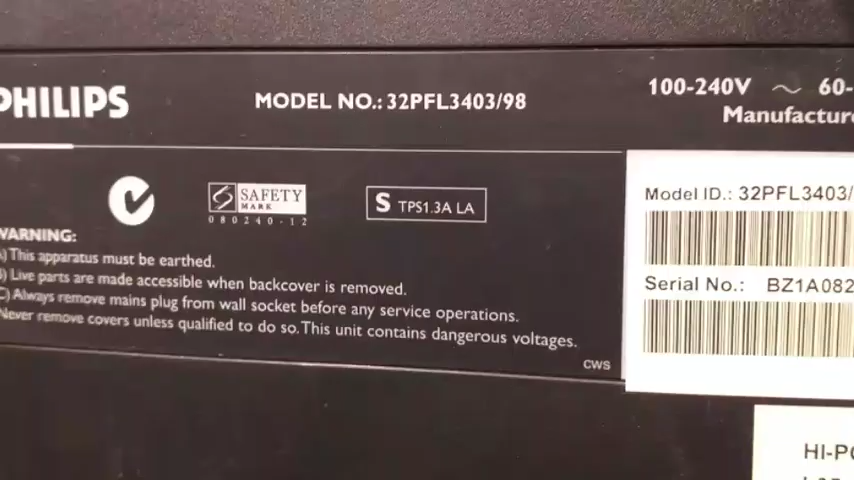 PHILIPS
MODEL NO.: 32PFL3403/98
100-240V ~ 60-
Manufacture
SAFETY
MARK
080240-12
S TPS1.3A LA
WARNING:
A) This apparatus must be earthed.
B) Live parts are made accessible when backcover is removed.
C) Always remove mains plug from wall socket before any service operations.
Never remove covers unless qualified to do so. This unit contains dangerous voltages.
CWS
Model ID.: 32PFL3403/
Serial No.: BZ1A082
HI-P